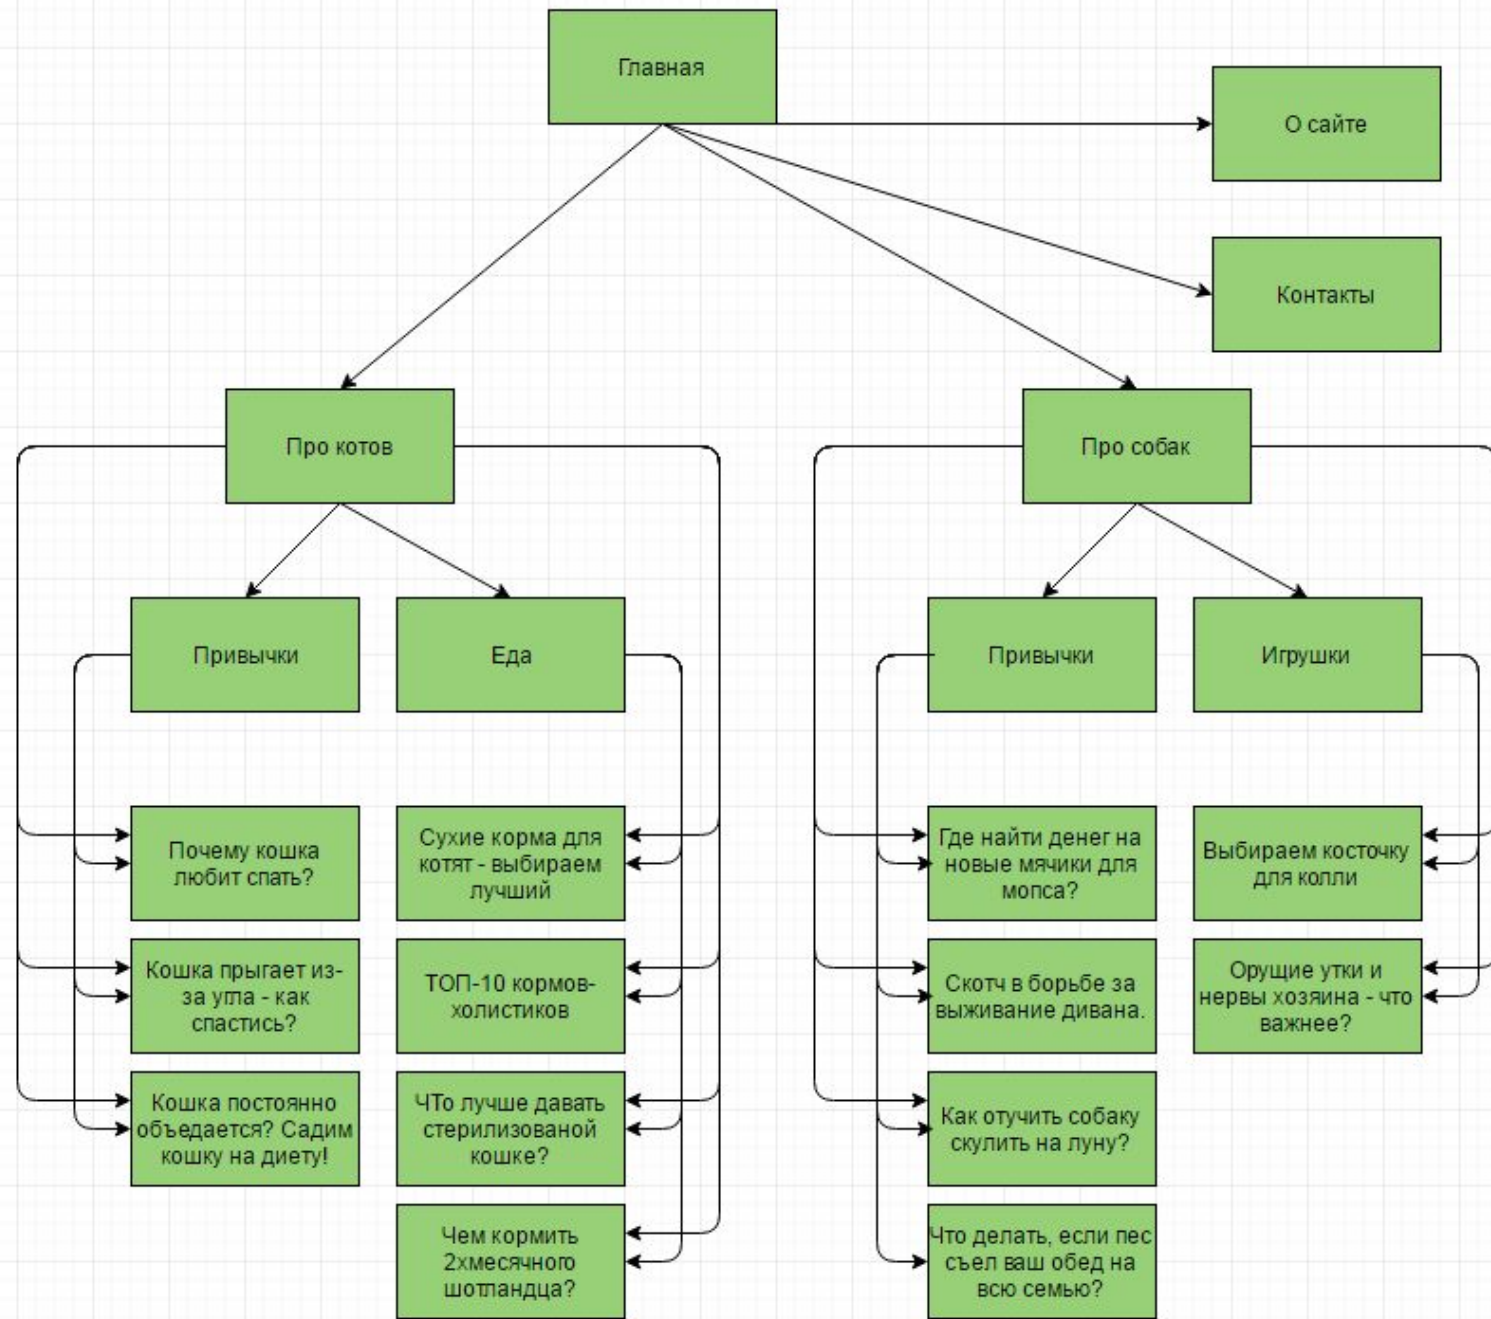 Главная
О сайте
Контакты
Про котов
Про собак
Привычки
Еда
Привычки
Игрушки
Почему кошка
любит спать?
Сухие корма для
котят - выбираем
лучший
Где найти денег на
новые мячики для
мопса?
Выбираем косточку
для колли
Кошка прыгает из-
за угла - как
спастись?
ТОП-10 кормов-
холистиков
Скотч в борьбе за
выживание дивана.
Орущие утки и
нервы хозяина - что
важнее?
Кошка постоянно
объедается? Садим
кошку на диету!
ЧТо лучше давать
стерилизованой
кошке?
Как отучить собаку
скулить на луну?
Чем кормить
2хмесячного
шотландца?
Что делать, если пес
съел ваш обед на
всю семью?